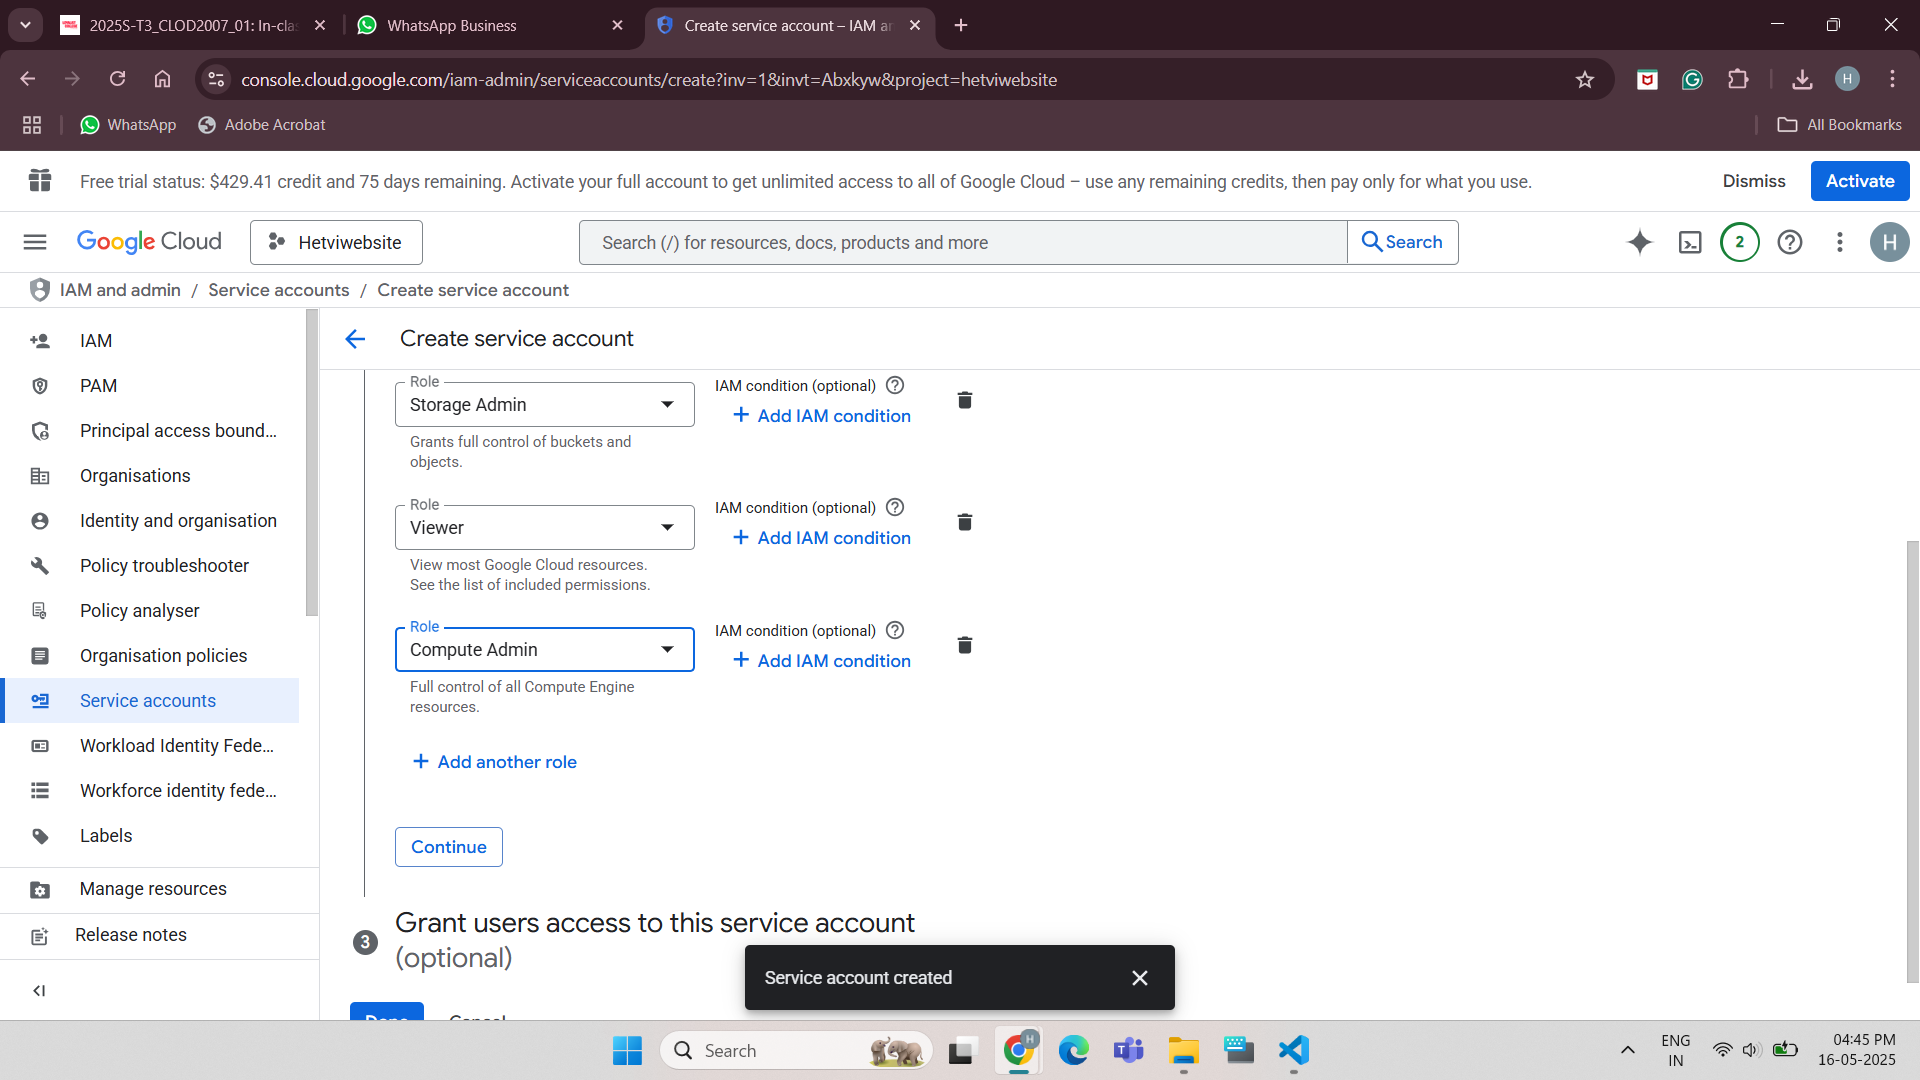 2025S-T3_CLOD2007_01: In-cla
WhatsApp Business
Create service account – IAM an
console.cloud.google.com/iam-admin/serviceaccounts/create?inv=1&invt=Abxkyw&project=hetviwebsite
H
WhatsApp
Adobe Acrobat
All Bookmarks
Free trial status: $429.41 credit and 75 days remaining. Activate your full account to get unlimited access to all of Google Cloud – use any remaining credits, then pay only for what you use.
Dismiss
Activate
Google Cloud
Hetviwebsite
Search (/) for resources, docs, products and more
Search
2
H
IAM and admin / Service accounts / Create service account
IAM
PAM
Principal access bound...
Organisations
Identity and organisation
Policy troubleshooter
Policy analyser
Organisation policies
Service accounts
Workload Identity Fede...
Workforce identity fede...
Labels
Manage resources
Release notes
Create service account
Role
Storage Admin
IAM condition (optional)
+ Add IAM condition
Grants full control of buckets and
objects.
Role
Viewer
IAM condition (optional)
+ Add IAM condition
View most Google Cloud resources.
See the list of included permissions.
Role
Compute Admin
IAM condition (optional)
+ Add IAM condition
Full control of all Compute Engine
resources.
+ Add another role
Continue
3
Grant users access to this service account
(optional)
Service account created
Done
Cancel
Search
H
ENG
IN
04:45 PM
16-05-2025